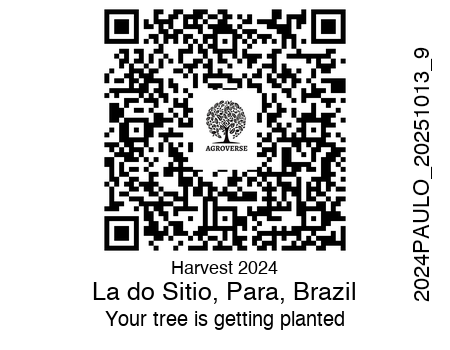 AGROVERSE
Harvest 2024
La do Sitio, Para, Brazil
Your tree is getting planted
2024PAULO_20251013_9